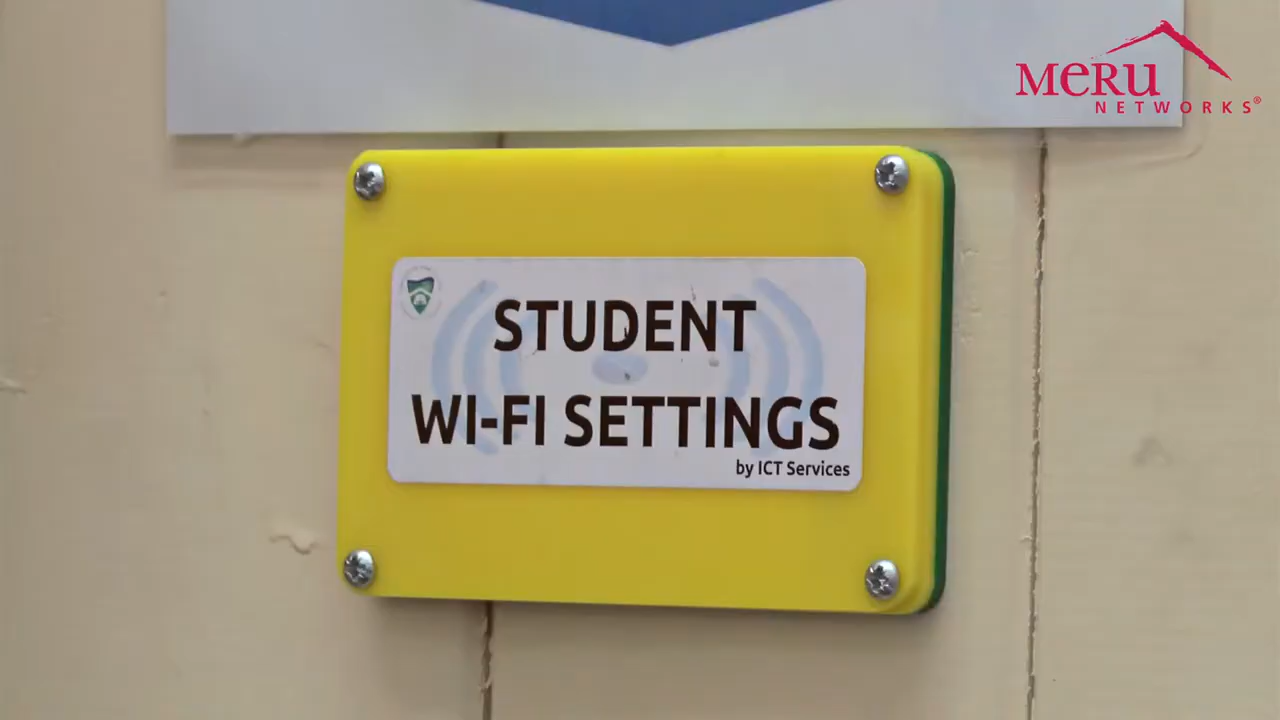 MERU
NETWORKS®
STUDENT
WI-FI SETTINGS
by ICT Services